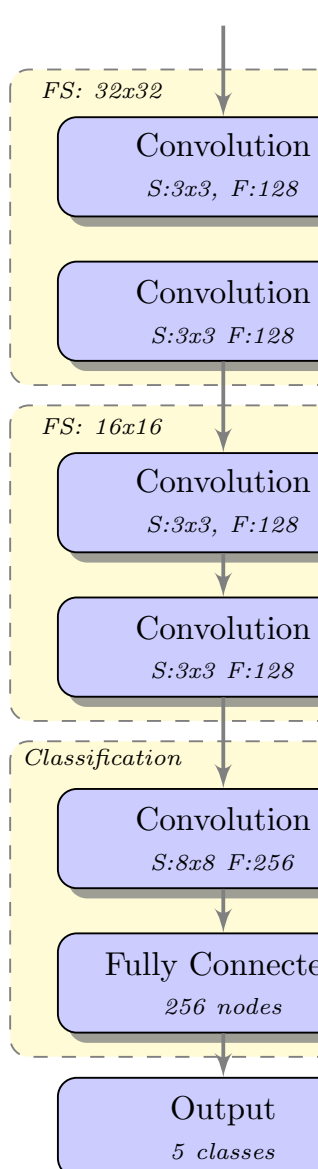 FS: 32x32
Convolution
S:3x3, F:128
Convolution
S:3x3 F:128
FS: 16x16
Convolution
S:3x3, F:128
Convolution
S:3x3 F:128
Classification
Convolution
S:8x8 F:256
Fully Connecte
256 nodes
Output
5 classes